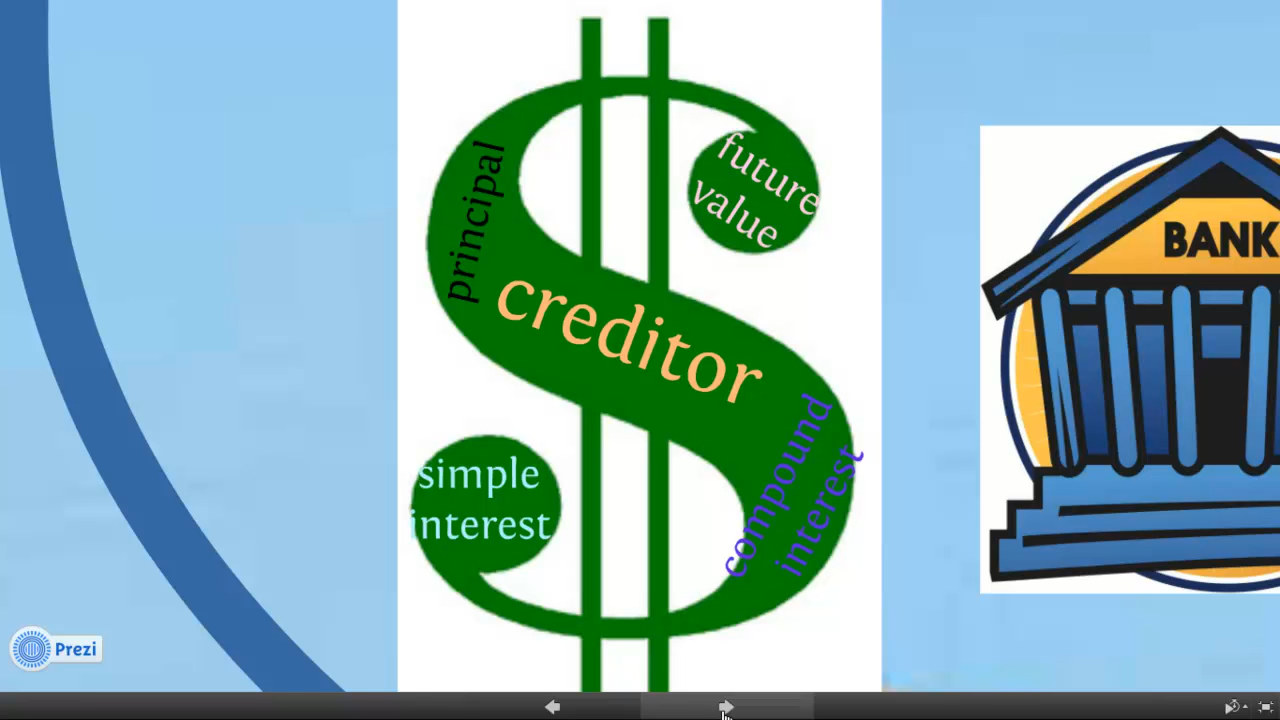 principal
future
value
creditor
simple
interest
compound
interest
BANK
Prezi